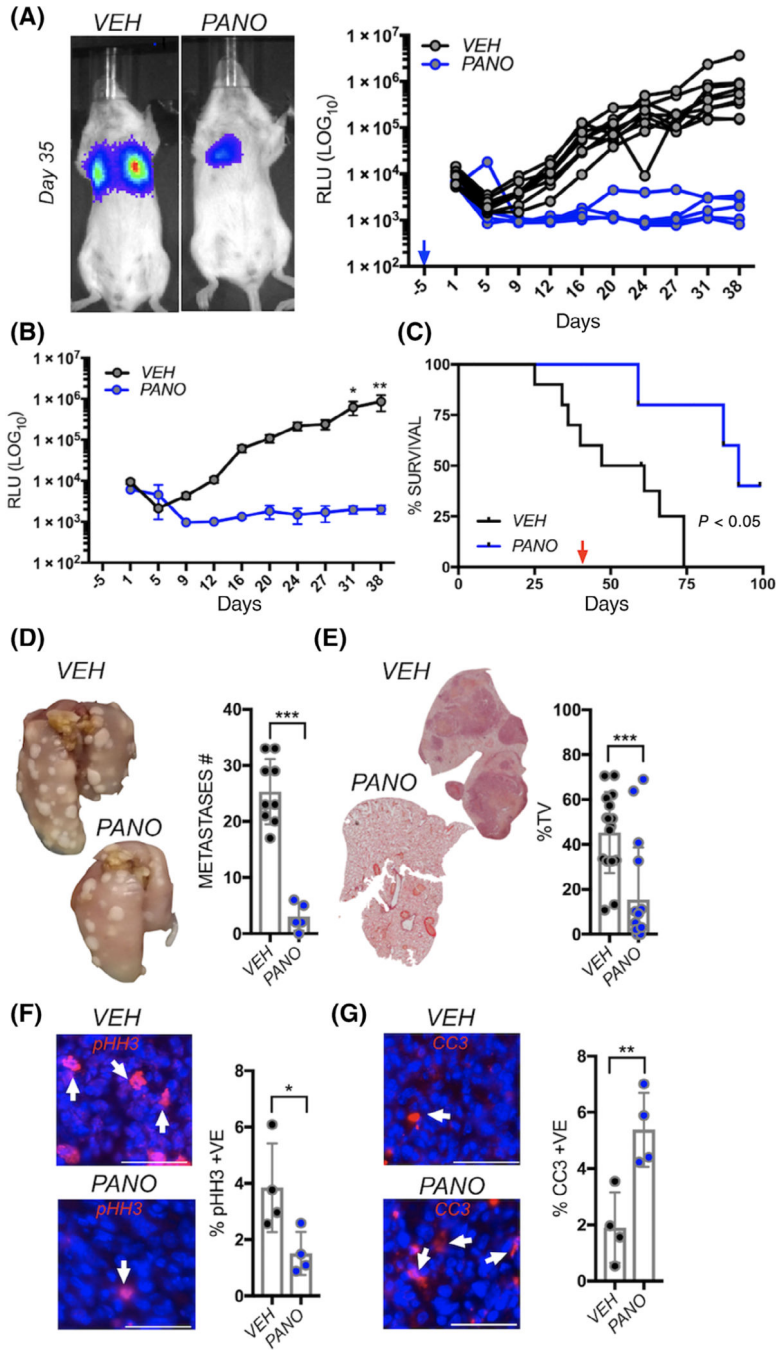 (A)
VEH PANO
Day 35
RLU (LOG10)
1 × 10^7
1 × 10^6
1 × 10^5
1 × 10^4
1 × 10^3
1 × 10^2
VEH
PANO
-5 1 5 9 12 16 20 24 27 31 38
Days
(B)
RLU (LOG10)
1 × 10^7
1 × 10^6
1 × 10^5
1 × 10^4
1 × 10^3
1 × 10^2
VEH
PANO
* **
-5 1 5 9 12 16 20 24 27 31 38
Days
(C)
% SURVIVAL
100
75
50
25
0
VEH
PANO
P < 0.05
0 25 50 75 100
Days
(D)
VEH
PANO
METASTASES #
40
30
20
10
0
***
VEH PANO
(E)
VEH
PANO
%TV
100
80
60
40
20
0
***
VEH PANO
(F)
VEH
pHH3
PANO
pHH3
% pHH3 +VE
8
6
4
2
0
*
VEH PANO
(G)
VEH
CC3
PANO
CC3
% CC3 +VE
8
6
4
2
0
**
VEH PANO